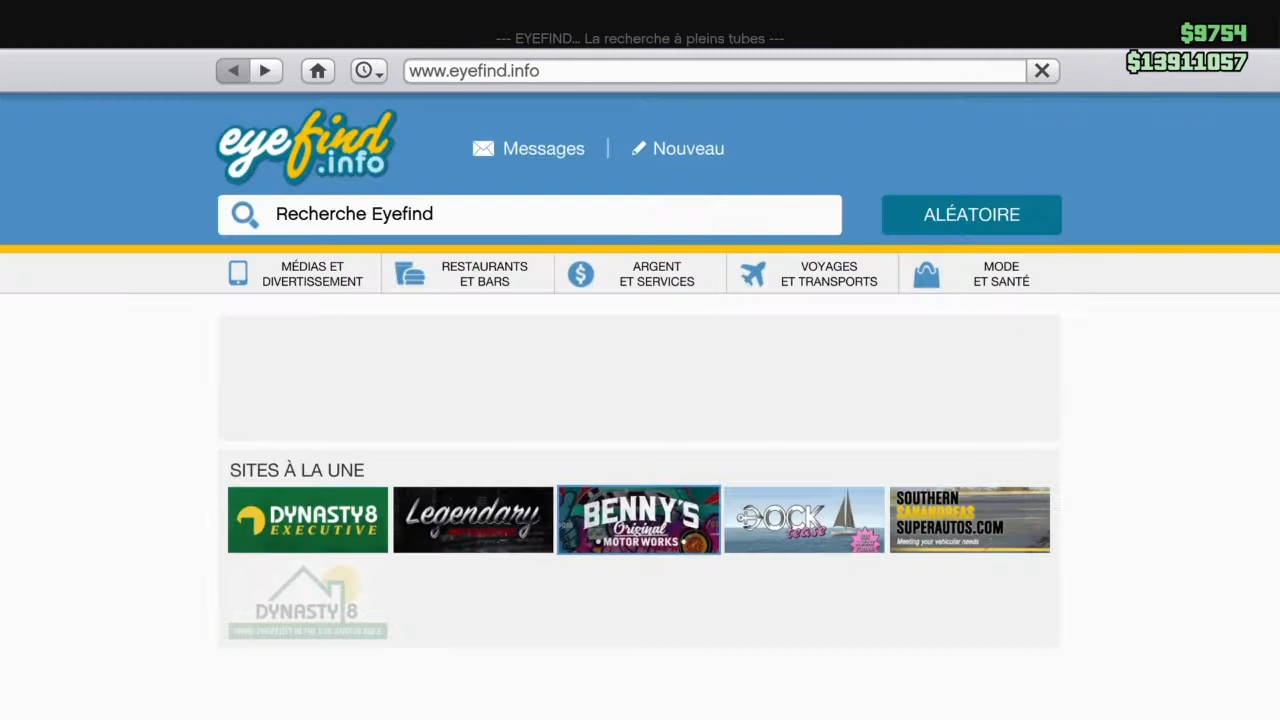 --- EYEFIND... La recherche à pleins tubes ---
$9754
$13911057
www.eyefind.info
eyefind
.info
Messages
Nouveau
Recherche Eyefind
ALÉATOIRE
MÉDIAS ET
DIVERTISSEMENT
RESTAURANTS
ET BARS
ARGENT
ET SERVICES
VOYAGES
ET TRANSPORTS
MODE
ET SANTÉ
SITES À LA UNE
DYNASTY8
EXECUTIVE
Legendary
BENNY'S
Original
MOTOR WORKS
DOCK
tease
SOUTHERN
SANANDREAS
SUPERAUTOS.COM
Meeting your vehicular needs
DYNASTY 8